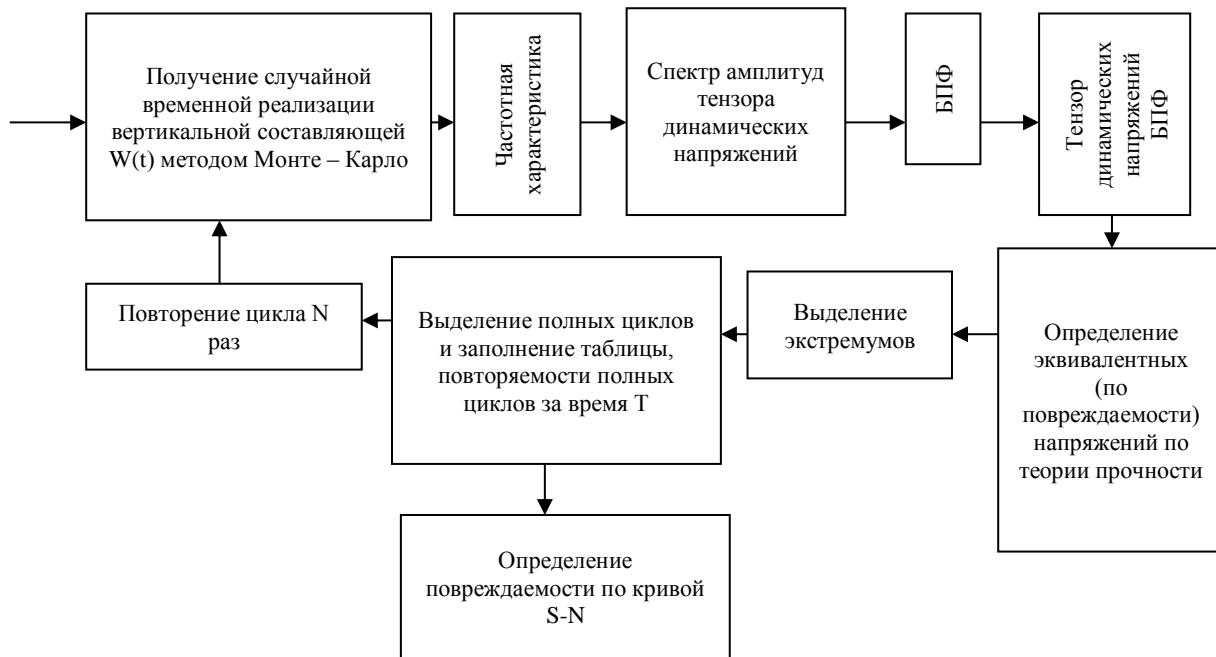 Получение случайной
временной реализации
вертикальной составляющей
W(t) методом Монте – Карло
Частотная
характеристика
Спектр амплитуд
тензора
динамических
напряжений
БПФ
Тензор
динамических
напряжений
БПФ
Определение
эквивалентных
(по
повреждаемости)
напряжений по
теории прочности
Выделение
экстремумов
Выделение полных циклов
и заполнение таблицы,
повторяемости полных
циклов за время Т
Повторение цикла N
раз
Определение
повреждаемости по кривой
S-N